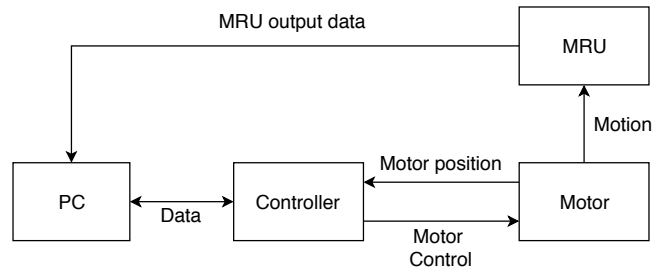 MRU output data
MRU
Motion
Motor position
PC
Data
Controller
Motor
Motor
Control